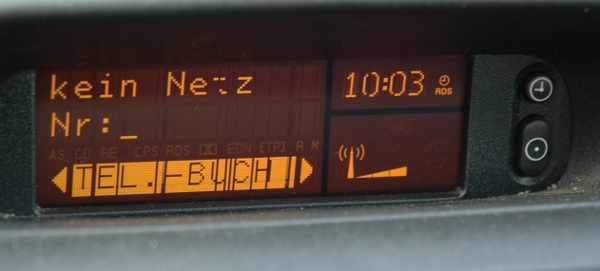 kein Netz
10:03
RDS
Nr:_
AS CD RE CPS RDS EON [TP] R M
TEL.-BUCH